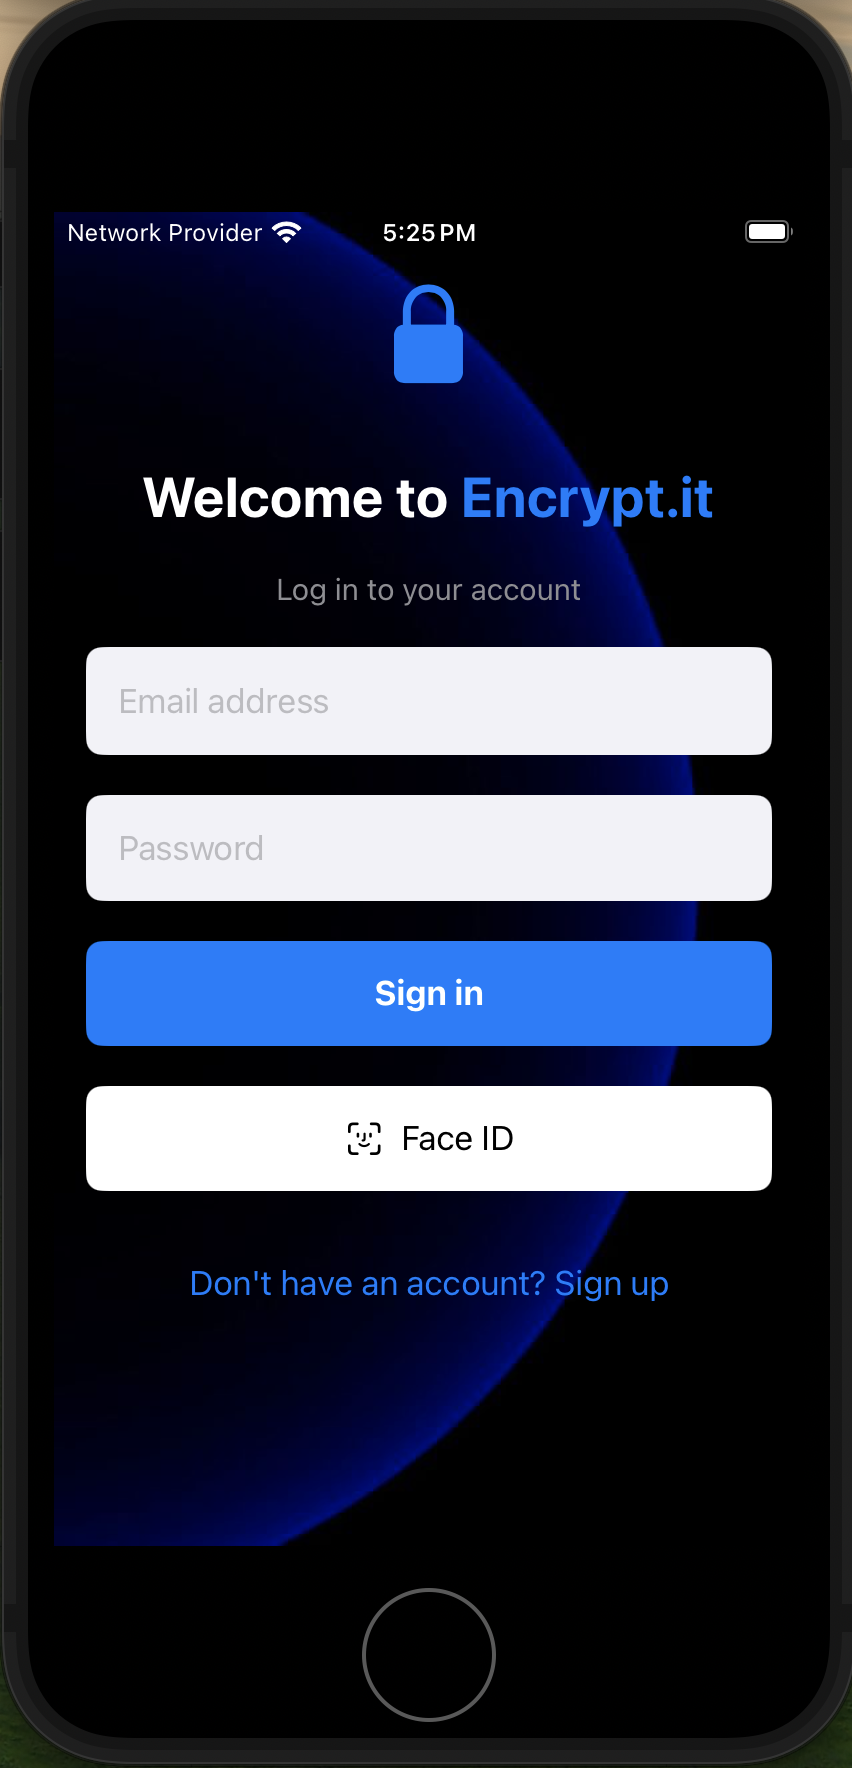 Network Provider 5:25 PM
Welcome to Encrypt.it
Log in to your account
Email address
Password
Sign in
Face ID
Don't have an account? Sign up